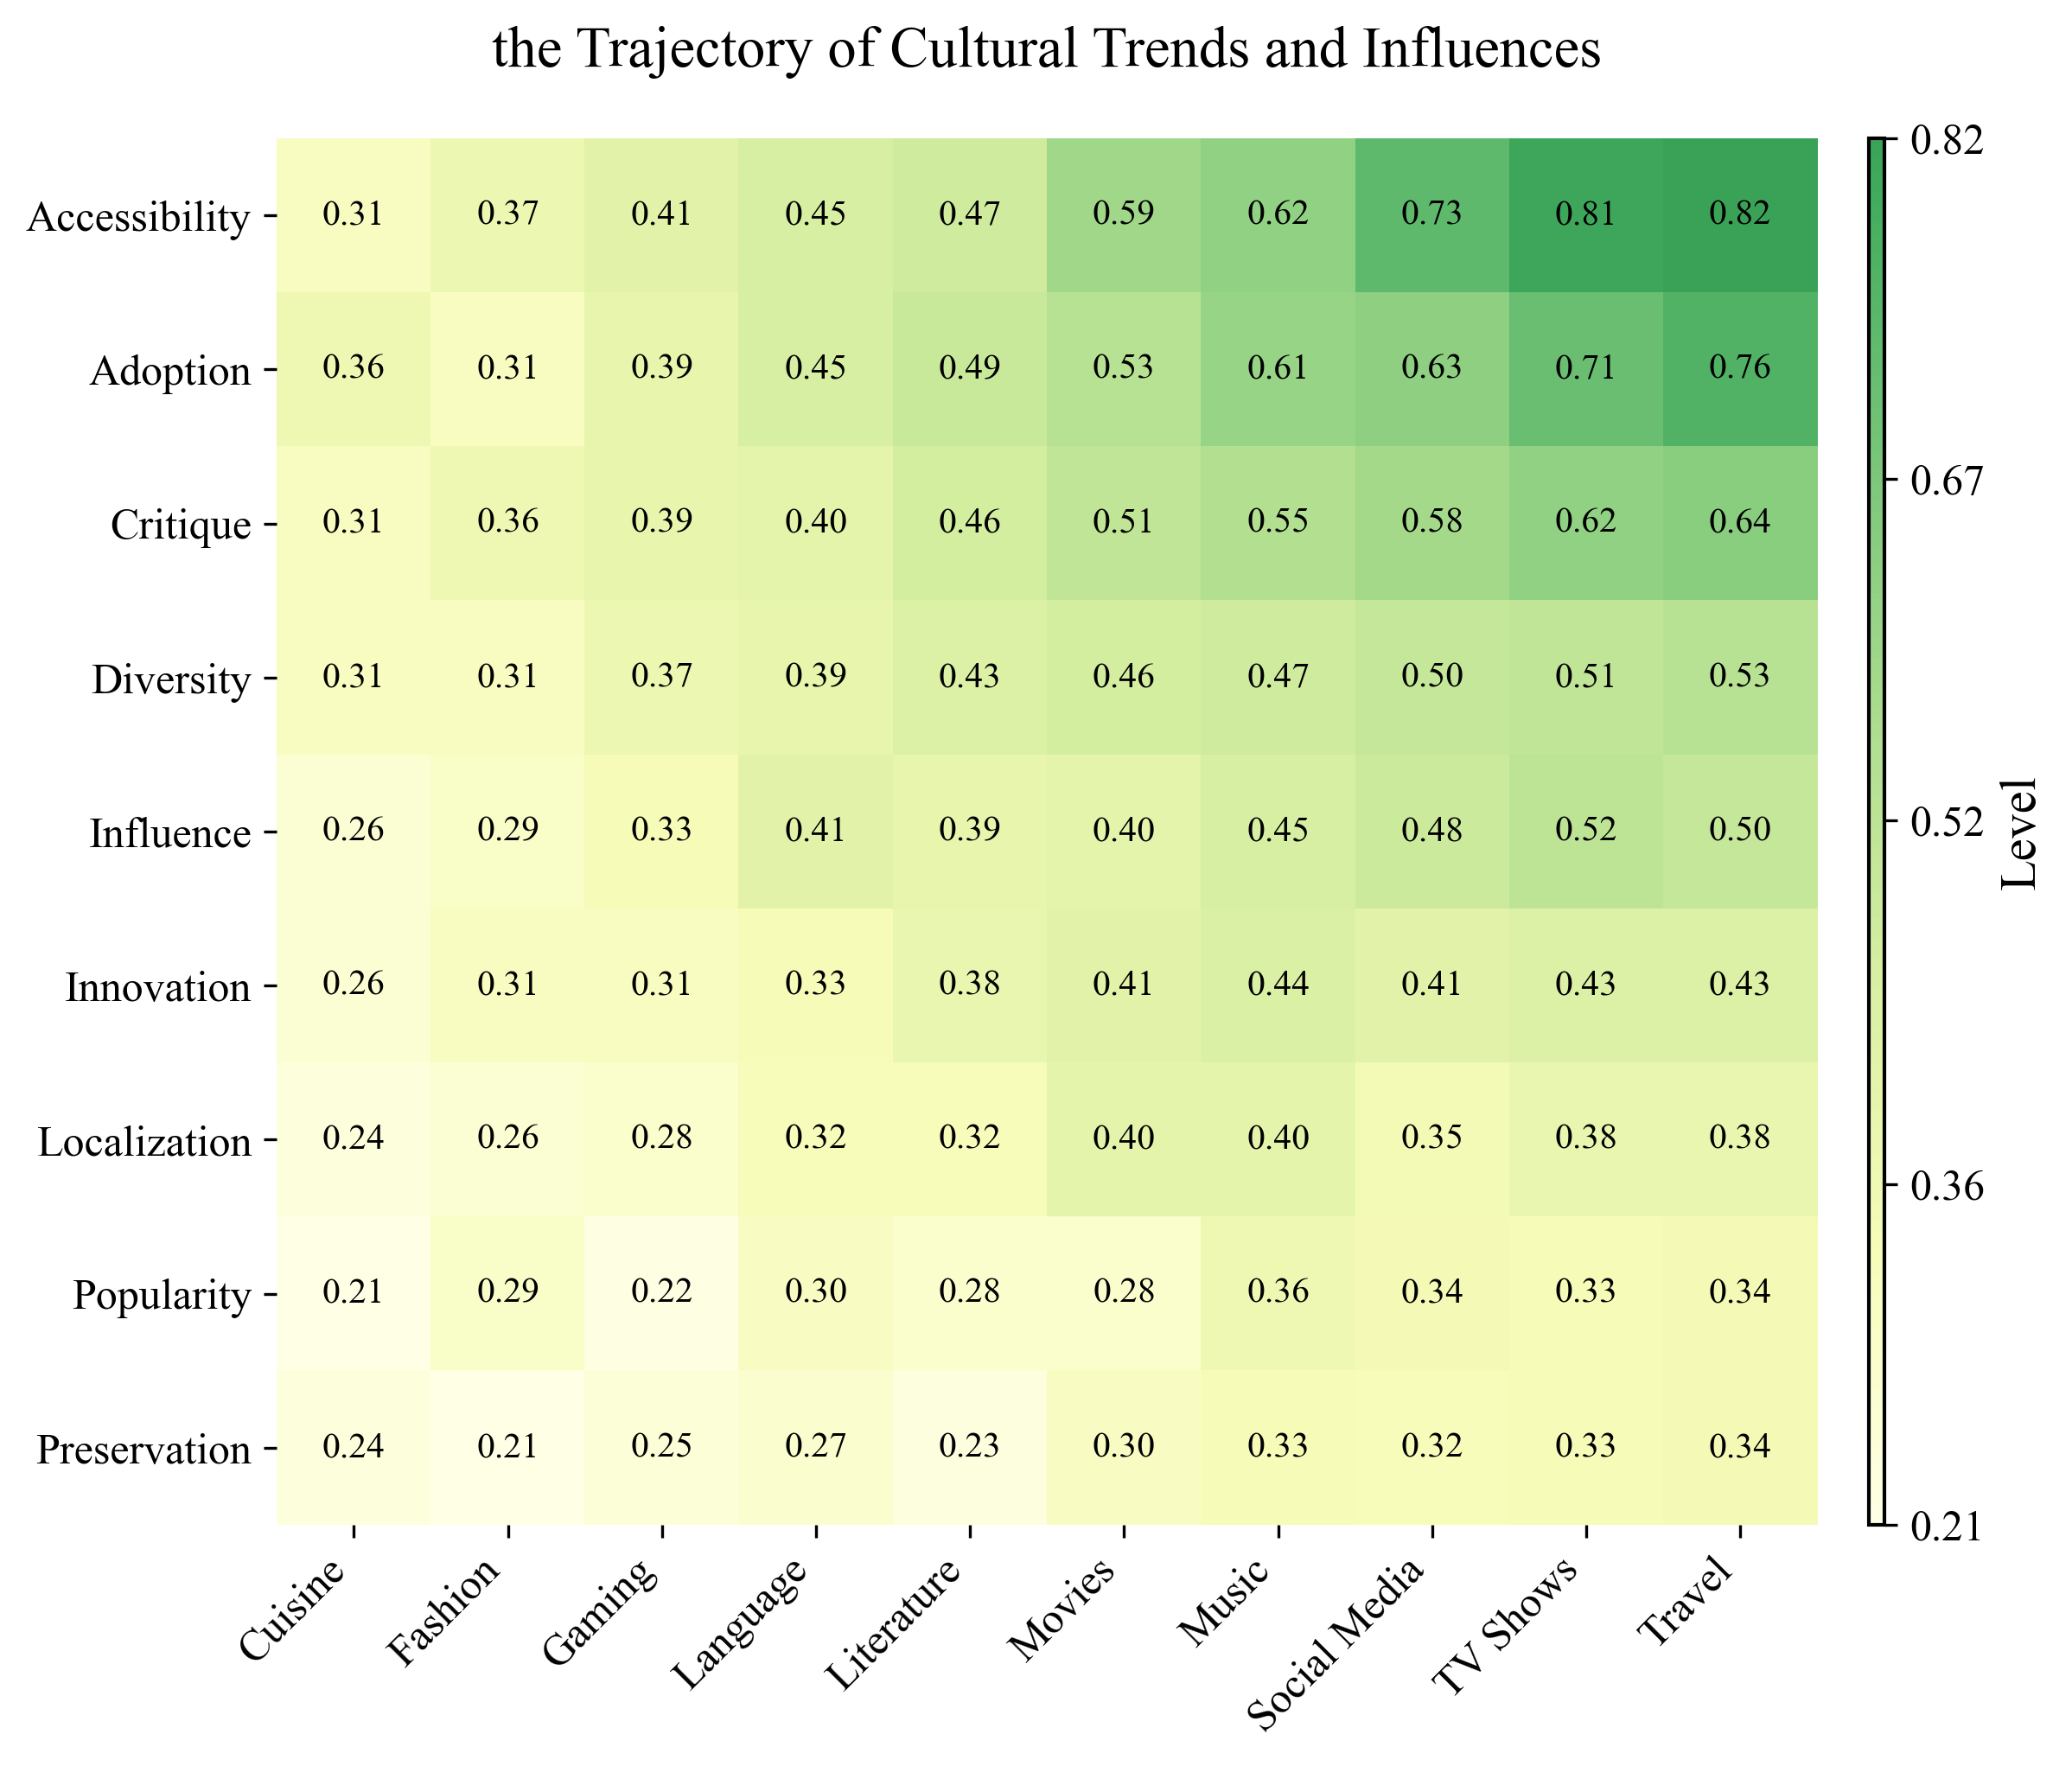 the Trajectory of Cultural Trends and Influences
Accessibility 0.31 0.37 0.41 0.45 0.47 0.59 0.62 0.73 0.81 0.82
Adoption 0.36 0.31 0.39 0.45 0.49 0.53 0.61 0.63 0.71 0.76
Critique 0.31 0.36 0.39 0.40 0.46 0.51 0.55 0.58 0.62 0.64
Diversity 0.31 0.31 0.37 0.39 0.43 0.46 0.47 0.50 0.51 0.53
Influence 0.26 0.29 0.33 0.41 0.39 0.40 0.45 0.48 0.52 0.50
Innovation 0.26 0.31 0.31 0.33 0.38 0.41 0.44 0.41 0.43 0.43
Localization 0.24 0.26 0.28 0.32 0.32 0.40 0.40 0.35 0.38 0.38
Popularity 0.21 0.29 0.22 0.30 0.28 0.28 0.36 0.34 0.33 0.34
Preservation 0.24 0.21 0.25 0.27 0.23 0.30 0.33 0.32 0.33 0.34
Cuisine Fashion Gaming Language Literature Movies Music Social Media TV Shows Travel
0.82
0.67
0.52
0.36
0.21
Level